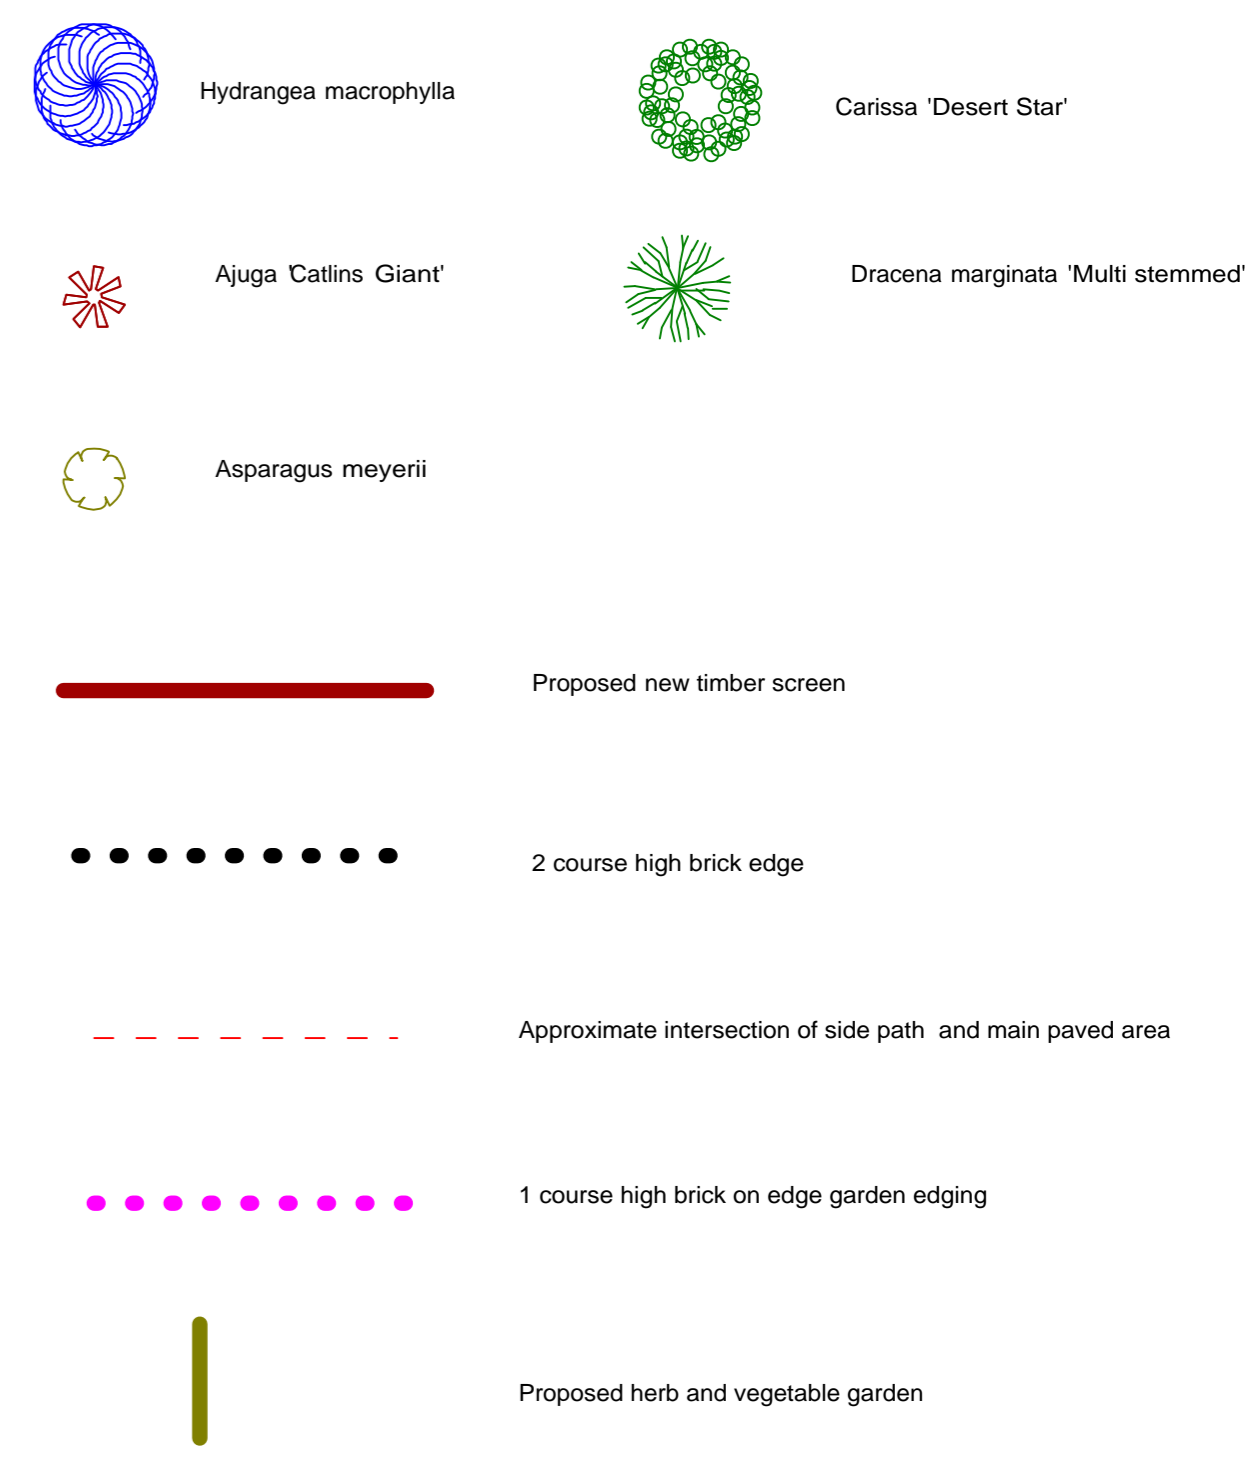 Hydrangea macrophylla
Carissa 'Desert Star'
Ajuga 'Catlins Giant'
Dracena marginata 'Multi stemmed'
Asparagus meyerii
Proposed new timber screen
2 course high brick edge
Approximate intersection of side path and main paved area
1 course high brick on edge garden edging
Proposed herb and vegetable garden